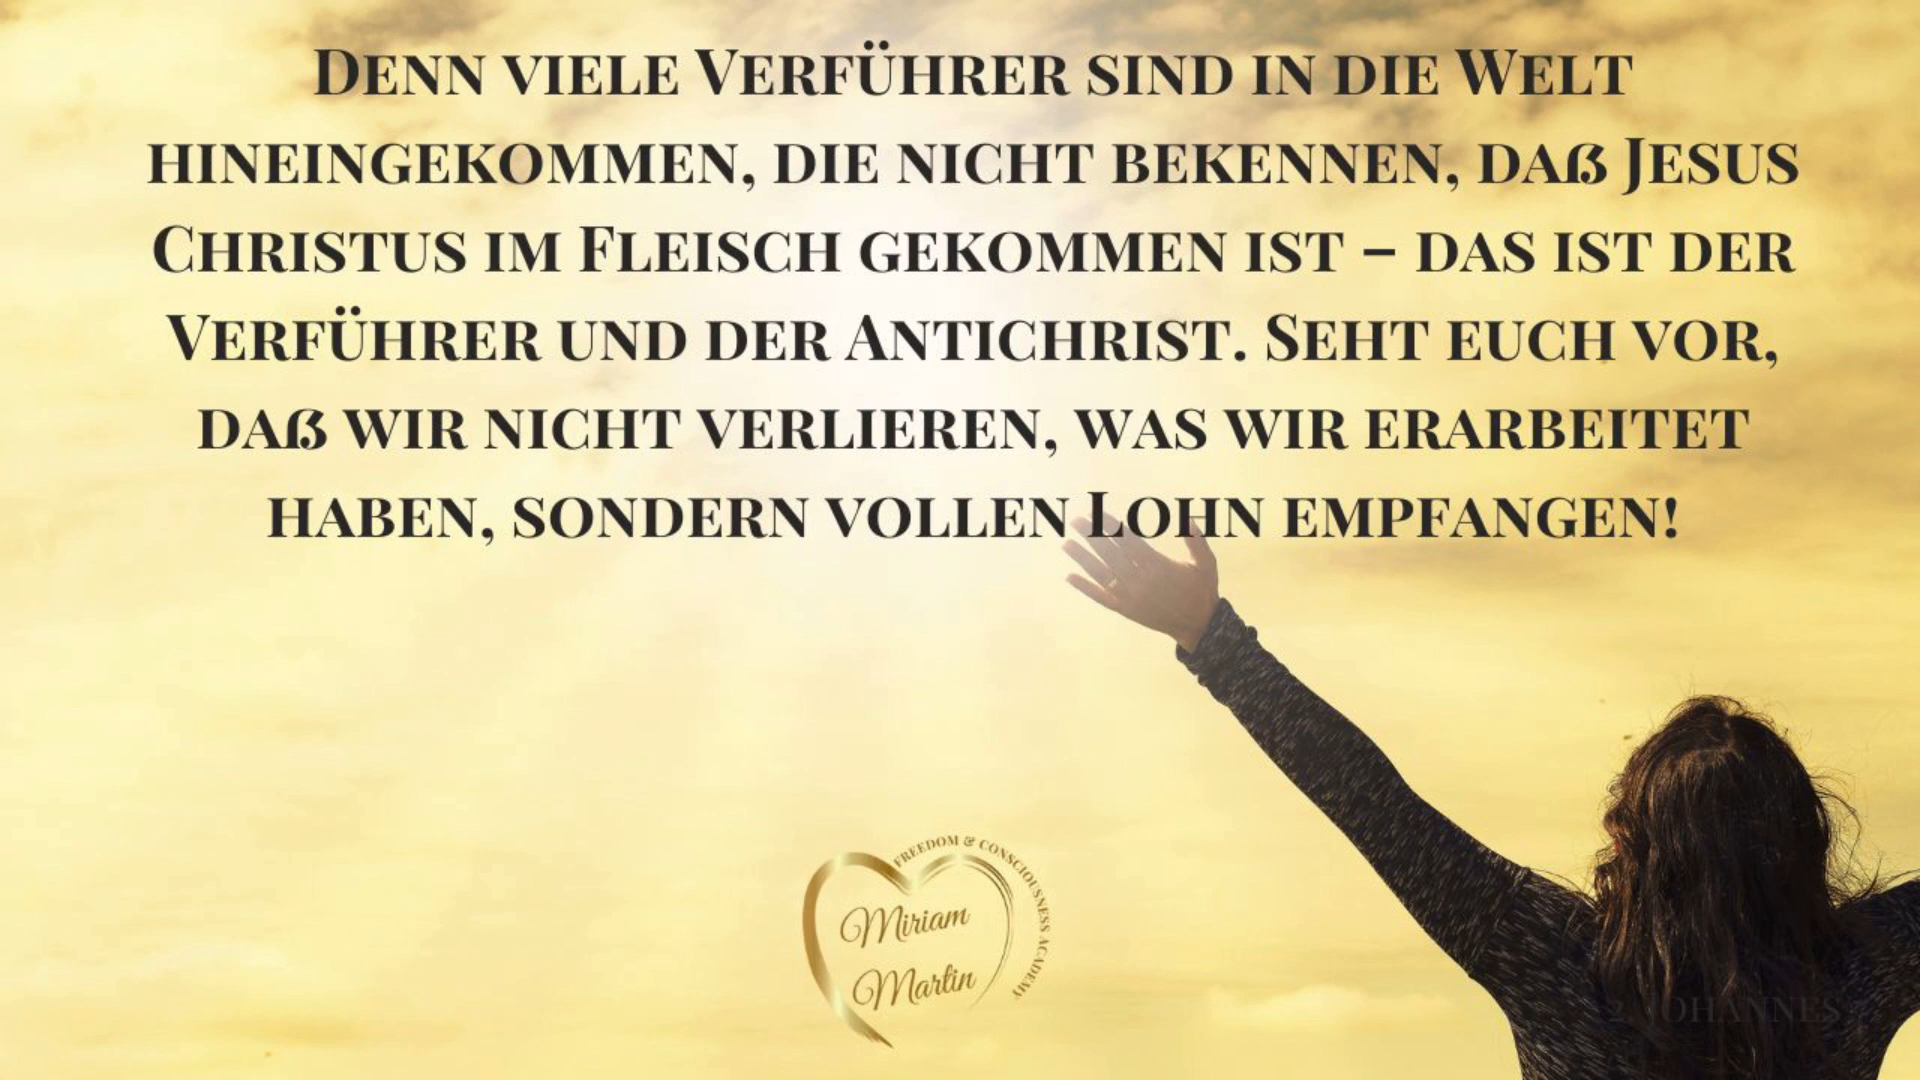 Denn viele Verführer sind in die Welt
hineingekommen, die nicht bekennen, daß Jesus
Christus im Fleisch gekommen ist – das ist der
Verführer und der Antichrist. Seht euch vor,
daß wir nicht verlieren, was wir erarbeitet
haben, sondern vollen Lohn empfangen!
FREEDOM & CONSCIOUSNESS ACADEMY
Miriam
Martin
2. Johannes